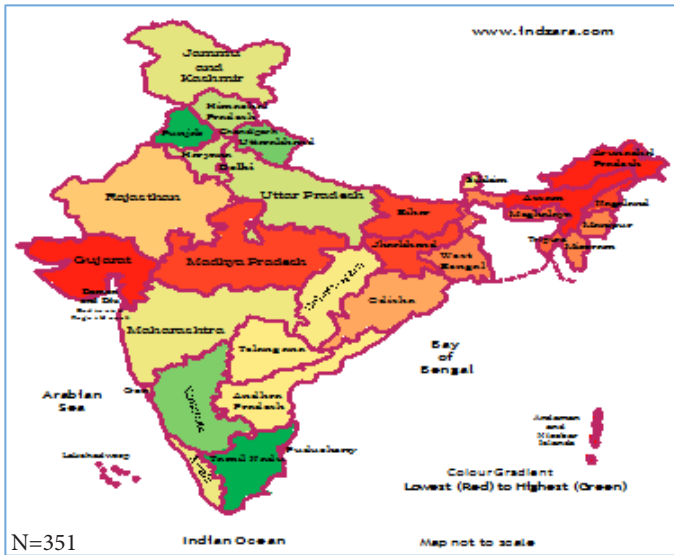 www.indzara.com
Jammu
and
Kashmir
Himachal
Pradesh
Punjab
Chandigarh
Uttarakhand
Haryana
Delhi
Arunachal
Pradesh
Sikkim
Rajasthan
Uttar Pradesh
Assam
Nagaland
Bihar
Meghalaya
Manipur
Gujarat
Madhya Pradesh
Jharkhand
Tripura
Mizoram
West
Bengal
Daman
and Diu
Odisha
Maharashtra
Telangana
Bay
of
Bengal
Arabian
Sea
Goa
Andhra
Pradesh
Andaman
and
Nicobar
Islands
Lakshadweep
Tamil Nadu
Puducherry
Colour Gradient
Lowest (Red) to Highest (Green)
N=351
Indian Ocean
Map not to scale